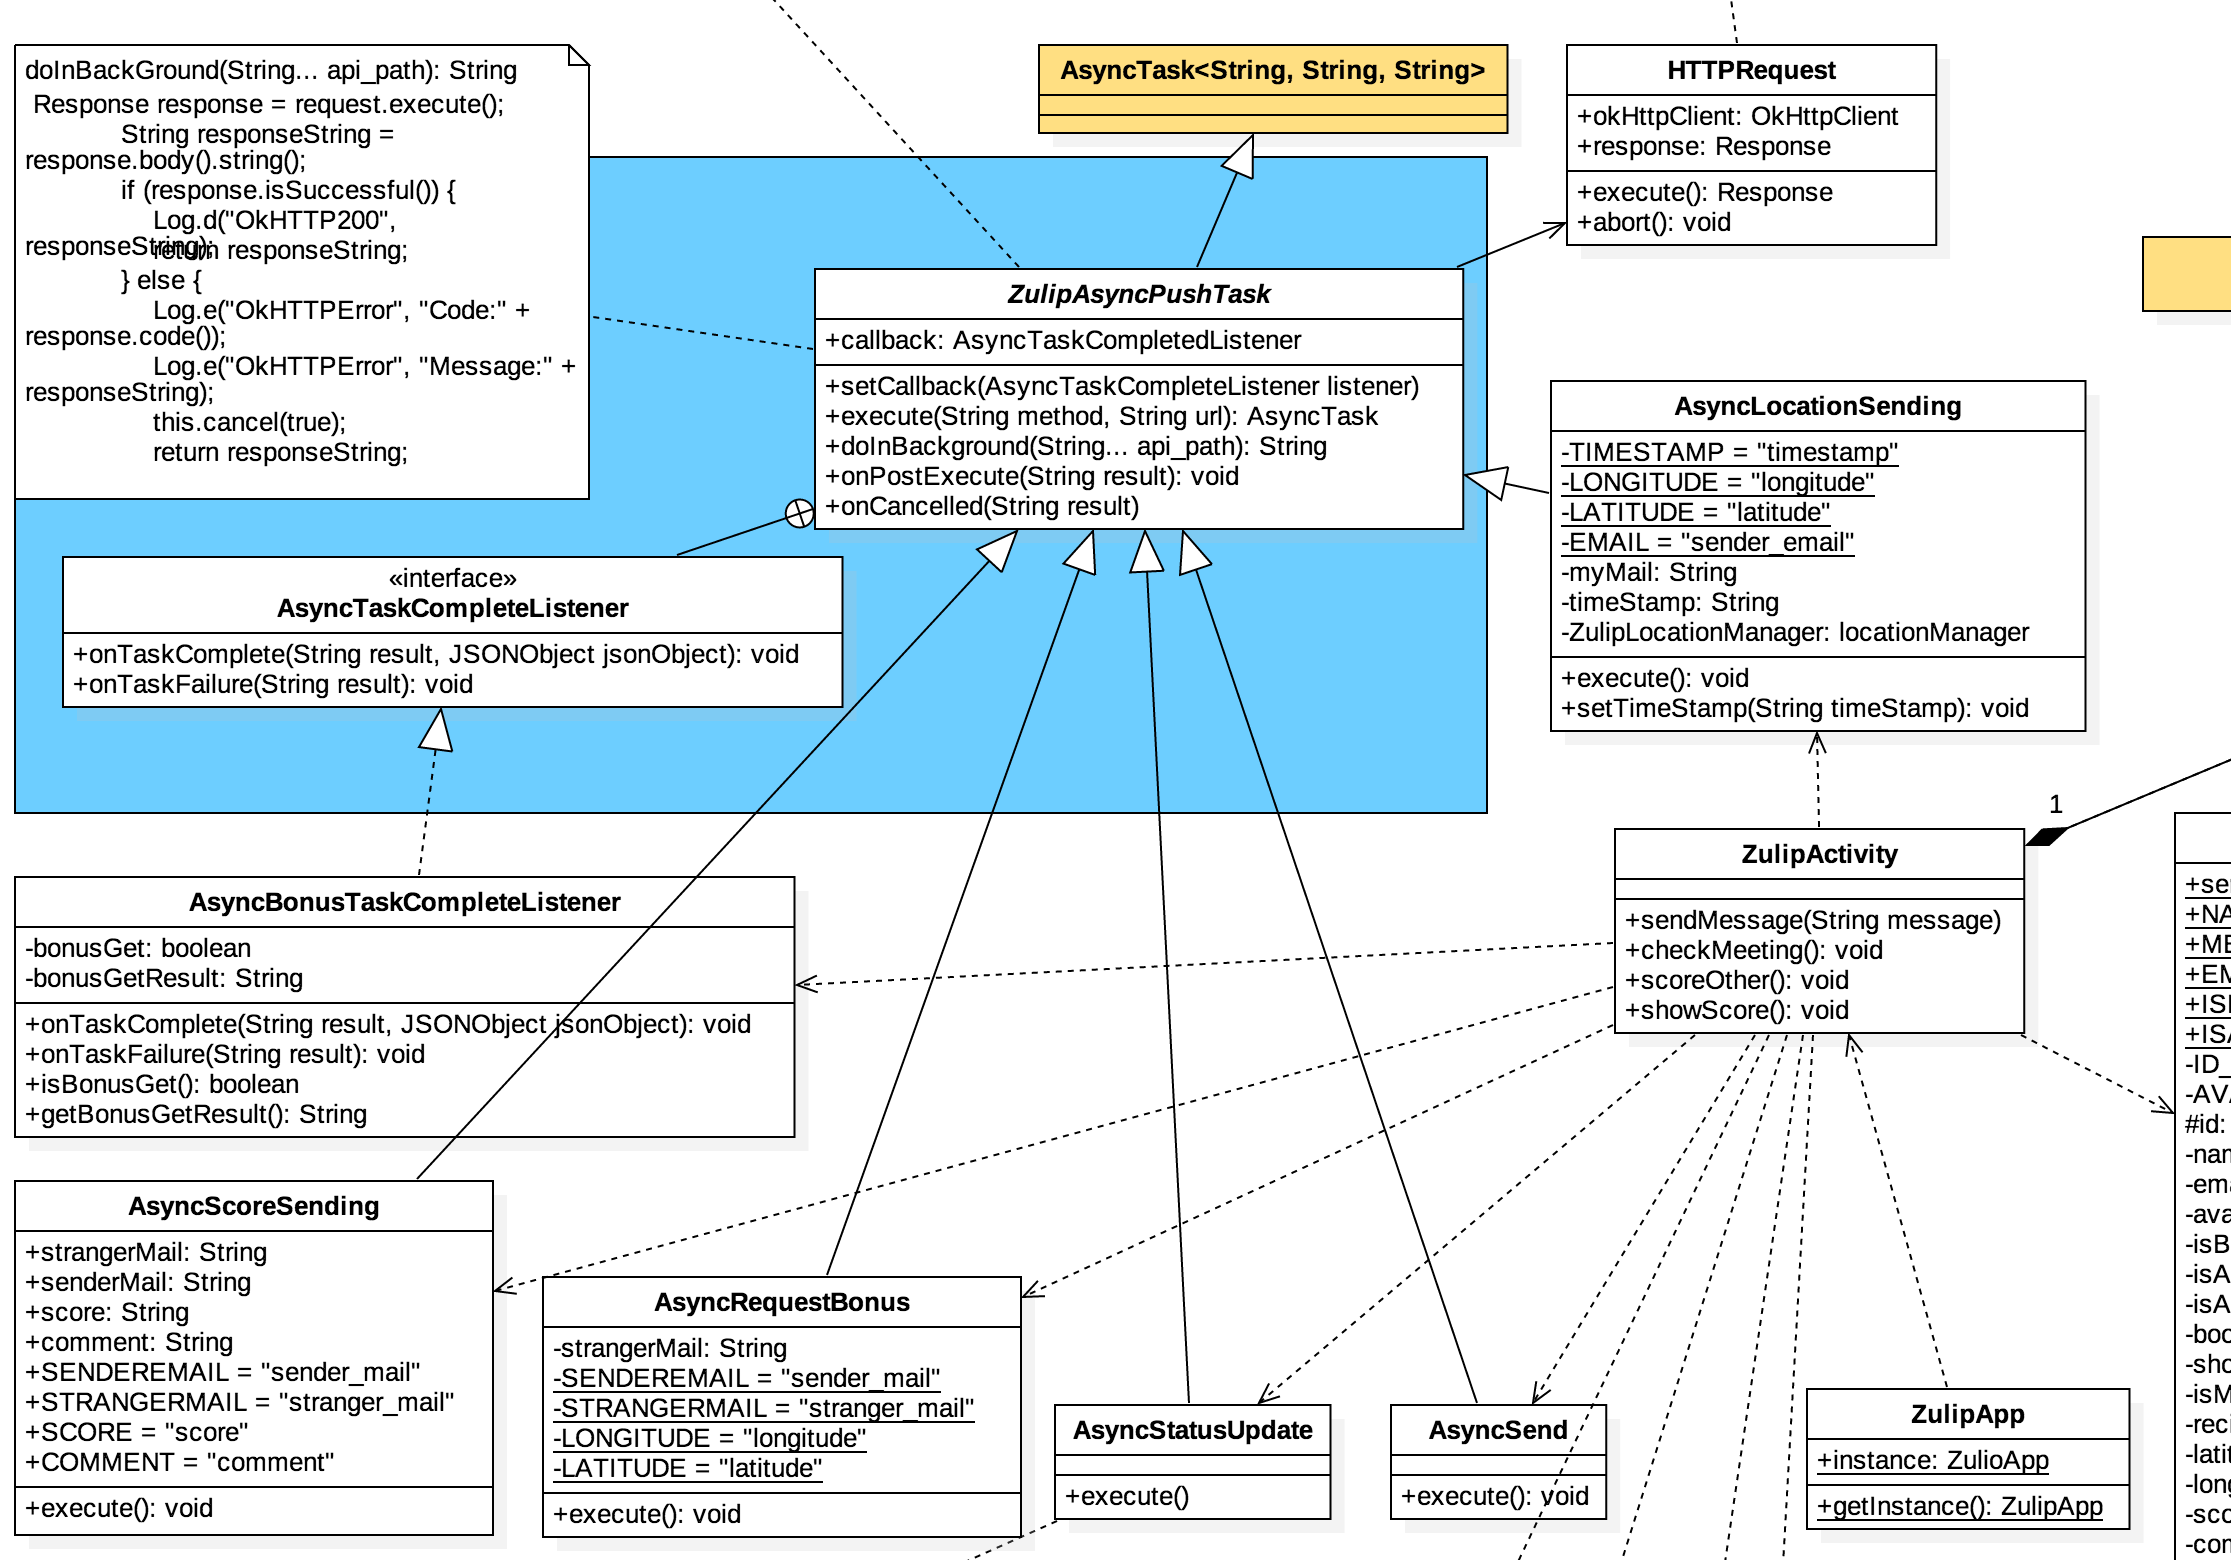 doInBackGround(String... api_path): String
Response response = request.execute();
String responseString =
response.body().string();
if (response.isSuccessful()) {
Log.d("OkHTTP200",
responseString);
return responseString;
} else {
Log.e("OkHTTPError", "Code:" +
response.code());
Log.e("OkHTTPError", "Message:" +
responseString);
this.cancel(true);
return responseString;
AsyncTask<String, String, String>
HTTPRequest
+okHttpClient: OkHttpClient
+response: Response
+execute(): Response
+abort(): void
ZulipAsyncPushTask
+callback: AsyncTaskCompletedListener
+setCallback(AsyncTaskCompleteListener listener)
+execute(String method, String url): AsyncTask
+doInBackground(String... api_path): String
+onPostExecute(String result): void
+onCancelled(String result)
AsyncLocationSending
-TIMESTAMP = "timestamp"
-LONGITUDE = "longitude"
-LATITUDE = "latitude"
-EMAIL = "sender_email"
-myMail: String
-timeStamp: String
-ZulipLocationManager: locationManager
+execute(): void
+setTimeStamp(String timeStamp): void
«interface»
AsyncTaskCompleteListener
+onTaskComplete(String result, JSONObject jsonObject): void
+onTaskFailure(String result): void
1
ZulipActivity
+sendMessage(String message)
+checkMeeting(): void
+scoreOther(): void
+showScore(): void
AsyncBonusTaskCompleteListener
-bonusGet: boolean
-bonusGetResult: String
+onTaskComplete(String result, JSONObject jsonObject): void
+onTaskFailure(String result): void
+isBonusGet(): boolean
+getBonusGetResult(): String
AsyncScoreSending
+strangerMail: String
+senderMail: String
+score: String
+comment: String
+SENDEREMAIL = "sender_mail"
+STRANGERMAIL = "stranger_mail"
+SCORE = "score"
+COMMENT = "comment"
+execute(): void
AsyncRequestBonus
-strangerMail: String
-SENDEREMAIL = "sender_mail"
-STRANGERMAIL = "stranger_mail"
-LONGITUDE = "longitude"
-LATITUDE = "latitude"
+execute(): void
AsyncStatusUpdate
+execute()
AsyncSend
+execute(): void
ZulipApp
+instance: ZulioApp
+getInstance(): ZulipApp
#id: